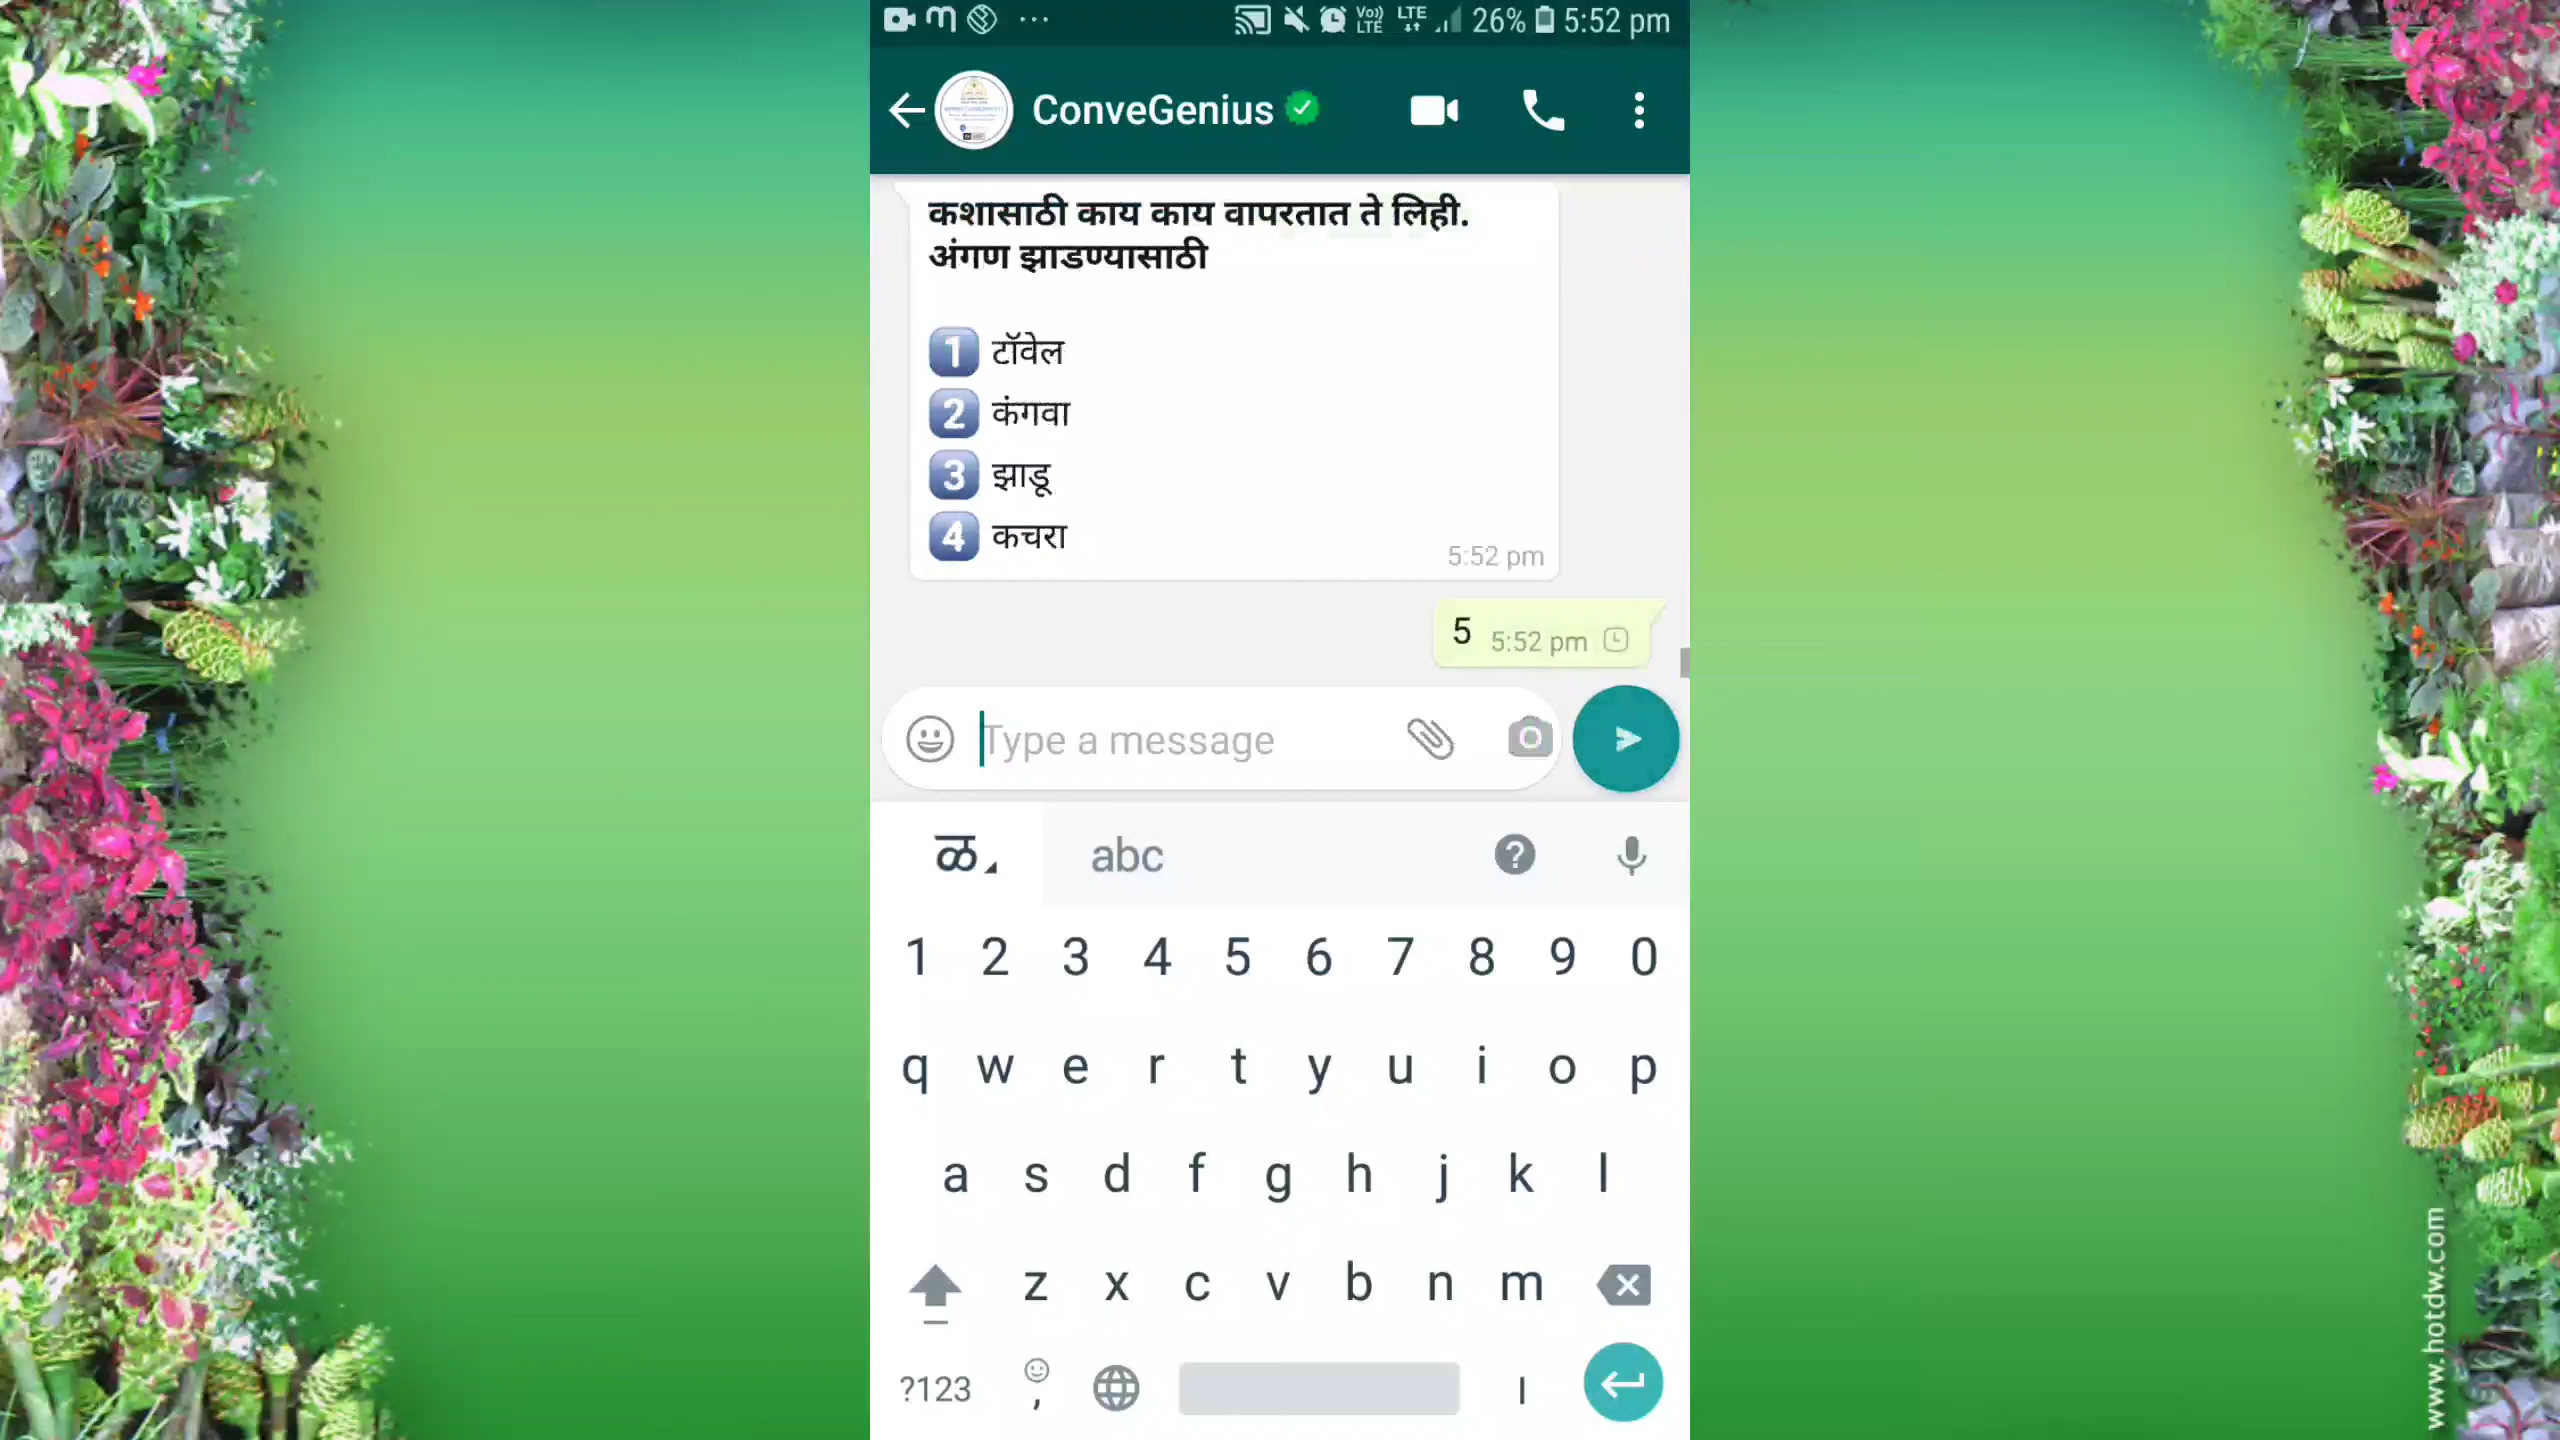 26% 5:52 pm
ConveGenius
कशासाठी काय काय वापरतात ते लिही.
अंगण झाडण्यासाठी
1 टॉवेल
2 कंगवा
3 झाडू
4 कचरा
5:52 pm
5 5:52 pm
Type a message
ळ abc
1 2 3 4 5 6 7 8 9 0
q w e r t y u i o p
a s d f g h j k l
z x c v b n m
?123 , ।
www.hotdw.com